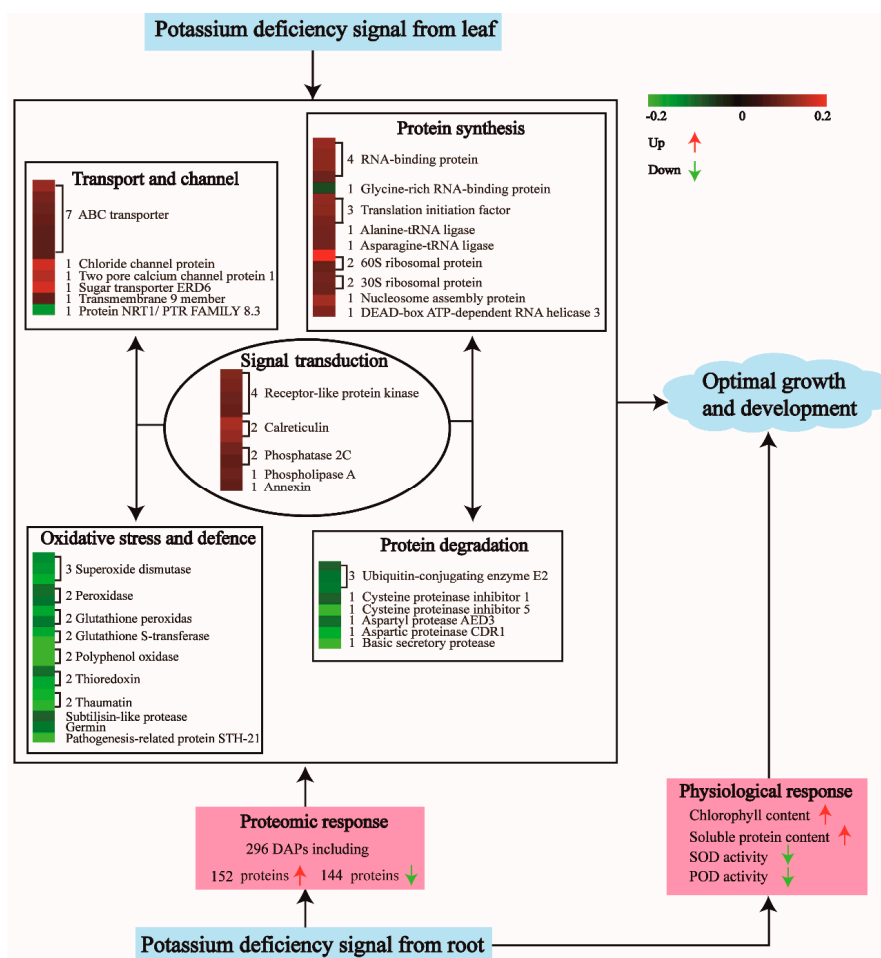 Potassium deficiency signal from leaf
-0.2 0 0.2
Up
Down
Transport and channel
7 ABC transporter
1 Chloride channel protein
1 Two pore calcium channel protein 1
1 Sugar transporter ERD6
1 Transmembrane 9 member
1 Protein NRT1/ PTR FAMILY 8.3
Protein synthesis
4 RNA-binding protein
1 Glycine-rich RNA-binding protein
3 Translation initiation factor
1 Alanine-tRNA ligase
1 Asparagine-tRNA ligase
2 60S ribosomal protein
2 30S ribosomal protein
1 Nucleosome assembly protein
1 DEAD-box ATP-dependent RNA helicase 3
Signal transduction
4 Receptor-like protein kinase
2 Calreticulin
2 Phosphatase 2C
1 Phospholipase A
1 Annexin
Optimal growth
and development
Oxidative stress and defence
3 Superoxide dismutase
2 Peroxidase
2 Glutathione peroxidas
2 Glutathione S-transferase
2 Polyphenol oxidase
2 Thioredoxin
2 Thaumatin
Subtilisin-like protease
Germin
Pathogenesis-related protein STH-21
Protein degradation
3 Ubiquitin-conjugating enzyme E2
1 Cysteine proteinase inhibitor 1
1 Cysteine proteinase inhibitor 5
1 Aspartyl protease AED3
1 Aspartic proteinase CDR1
1 Basic secretory protease
Proteomic response
296 DAPs including
152 proteins 144 proteins
Physiological response
Chlorophyll content
Soluble protein content
SOD activity
POD activity
Potassium deficiency signal from root